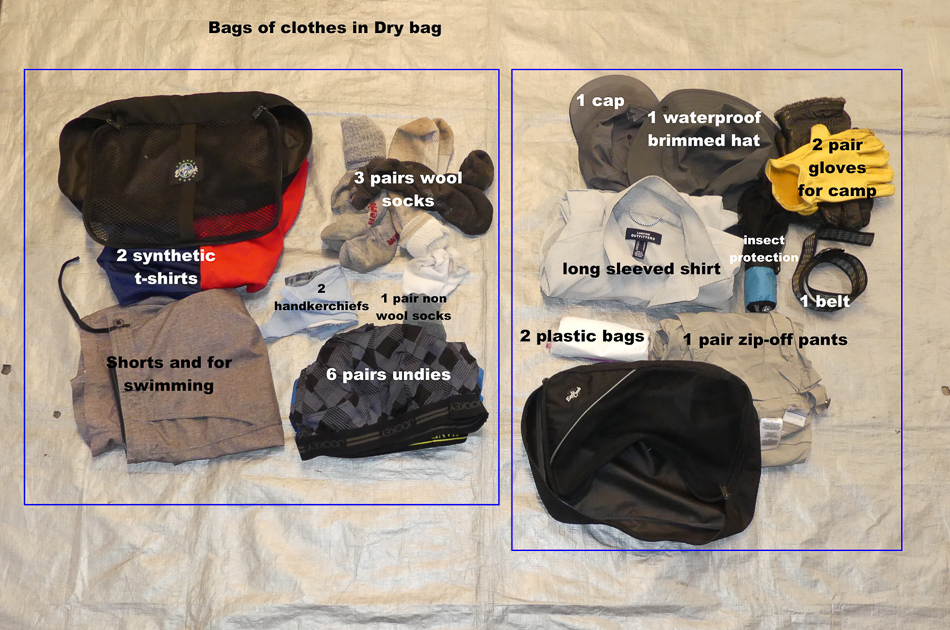 Bags of clothes in Dry bag
1 cap
1 waterproof
brimmed hat
2 pair
gloves
for camp
3 pairs wool
socks
2 synthetic
t-shirts
insect
protection
long sleeved shirt
OUTFITTERS
2
handkerchiefs
1 pair non
wool socks
1 belt
2 plastic bags
1 pair zip-off pants
Shorts and for
swimming
6 pairs undies
JOCKEY